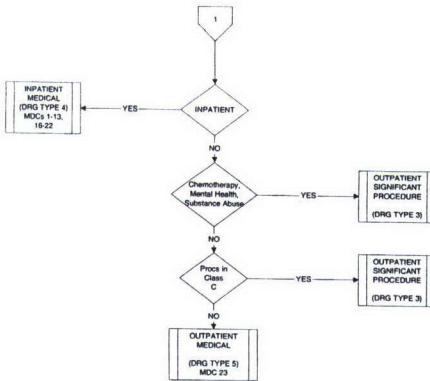 1
INPATIENT
MEDICAL
(DRG TYPE 4)
MDCs 1-13,
16-22
YES
INPATIENT
NO
Chemotherapy,
Mental Health,
Substance Abuse
YES
OUTPATIENT
SIGNIFICANT
PROCEDURE
(DRG TYPE 3)
NO
Procs in
Class
C
YES
OUTPATIENT
SIGNIFICANT
PROCEDURE
(DRG TYPE 3)
NO
OUTPATIENT
MEDICAL
(DRG TYPE 5)
MDC 23